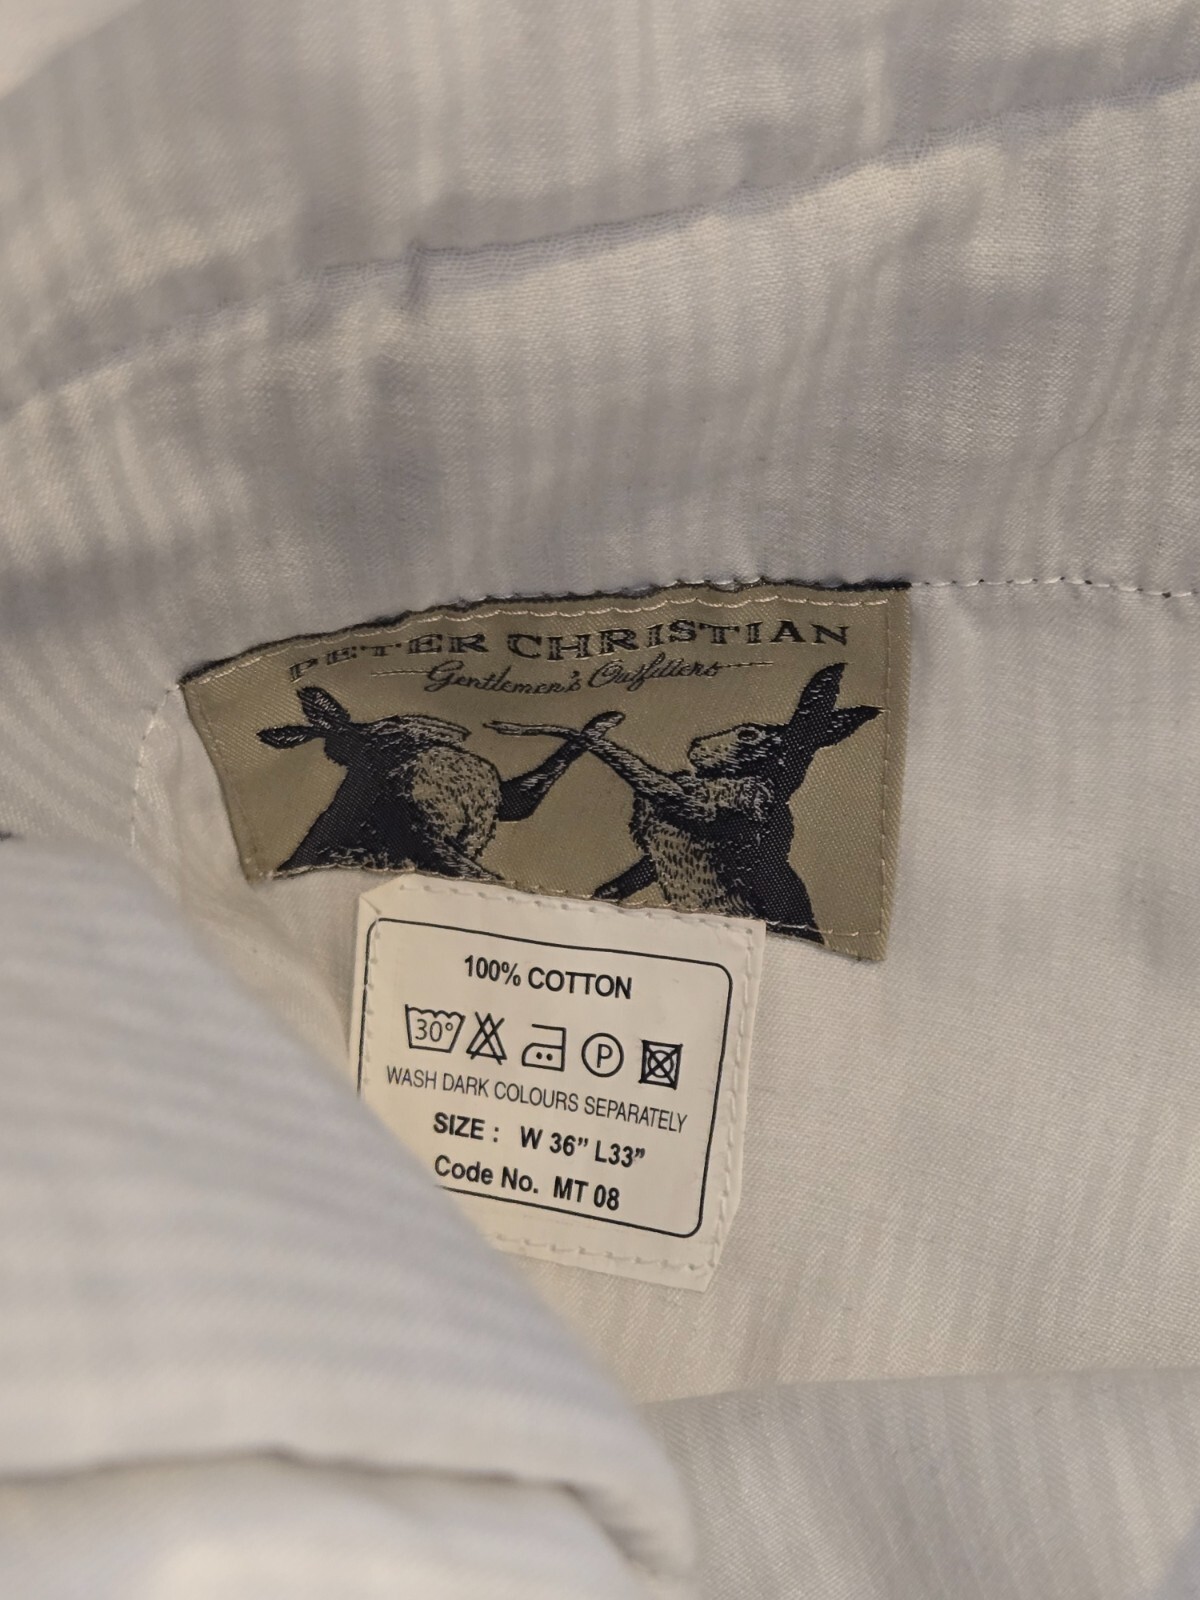 PETER CHRISTIAN
Gentlemen's Outfitters
100% COTTON
30° P
WASH DARK COLOURS SEPARATELY
SIZE : W 36” L33”
Code No. MT 08